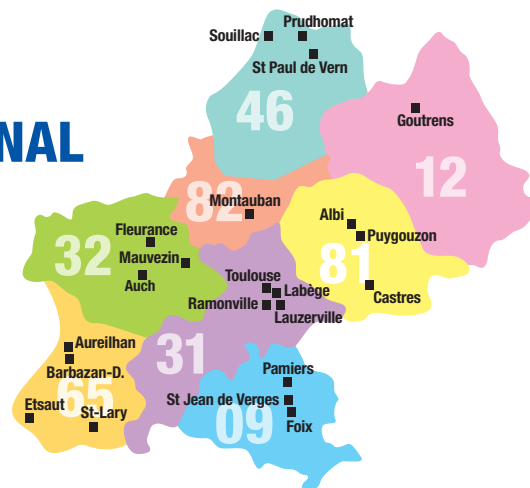 Prudhomat
Souillac
St Paul de Vern
46
Goutrens
NAL
12
82
Montauban
Albi
Fleurance
Puygouzon
32
Mauvezin
81
Auch
Toulouse
Labège
Castres
Ramonville
Lauzerville
Aureilhan
31
Barbazan-D.
Pamiers
65
Etsaut
St-Lary
St Jean de Verges
09
Foix